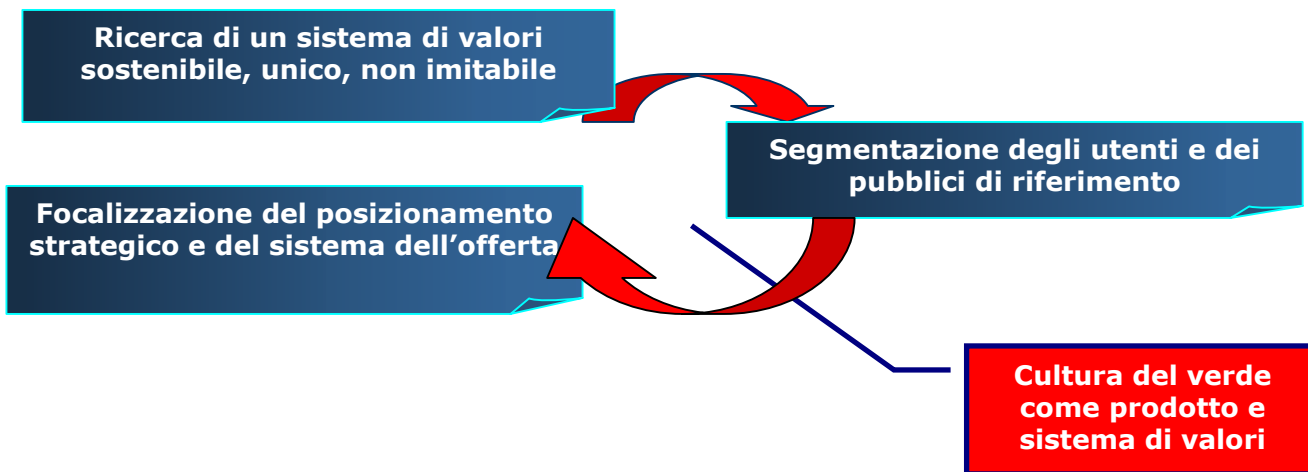 Ricerca di un sistema di valori
sostenibile, unico, non imitabile
Segmentazione degli utenti e dei
pubblici di riferimento
Focalizzazione del posizionamento
strategico e del sistema dell’offerta
Cultura del verde
come prodotto e
sistema di valori